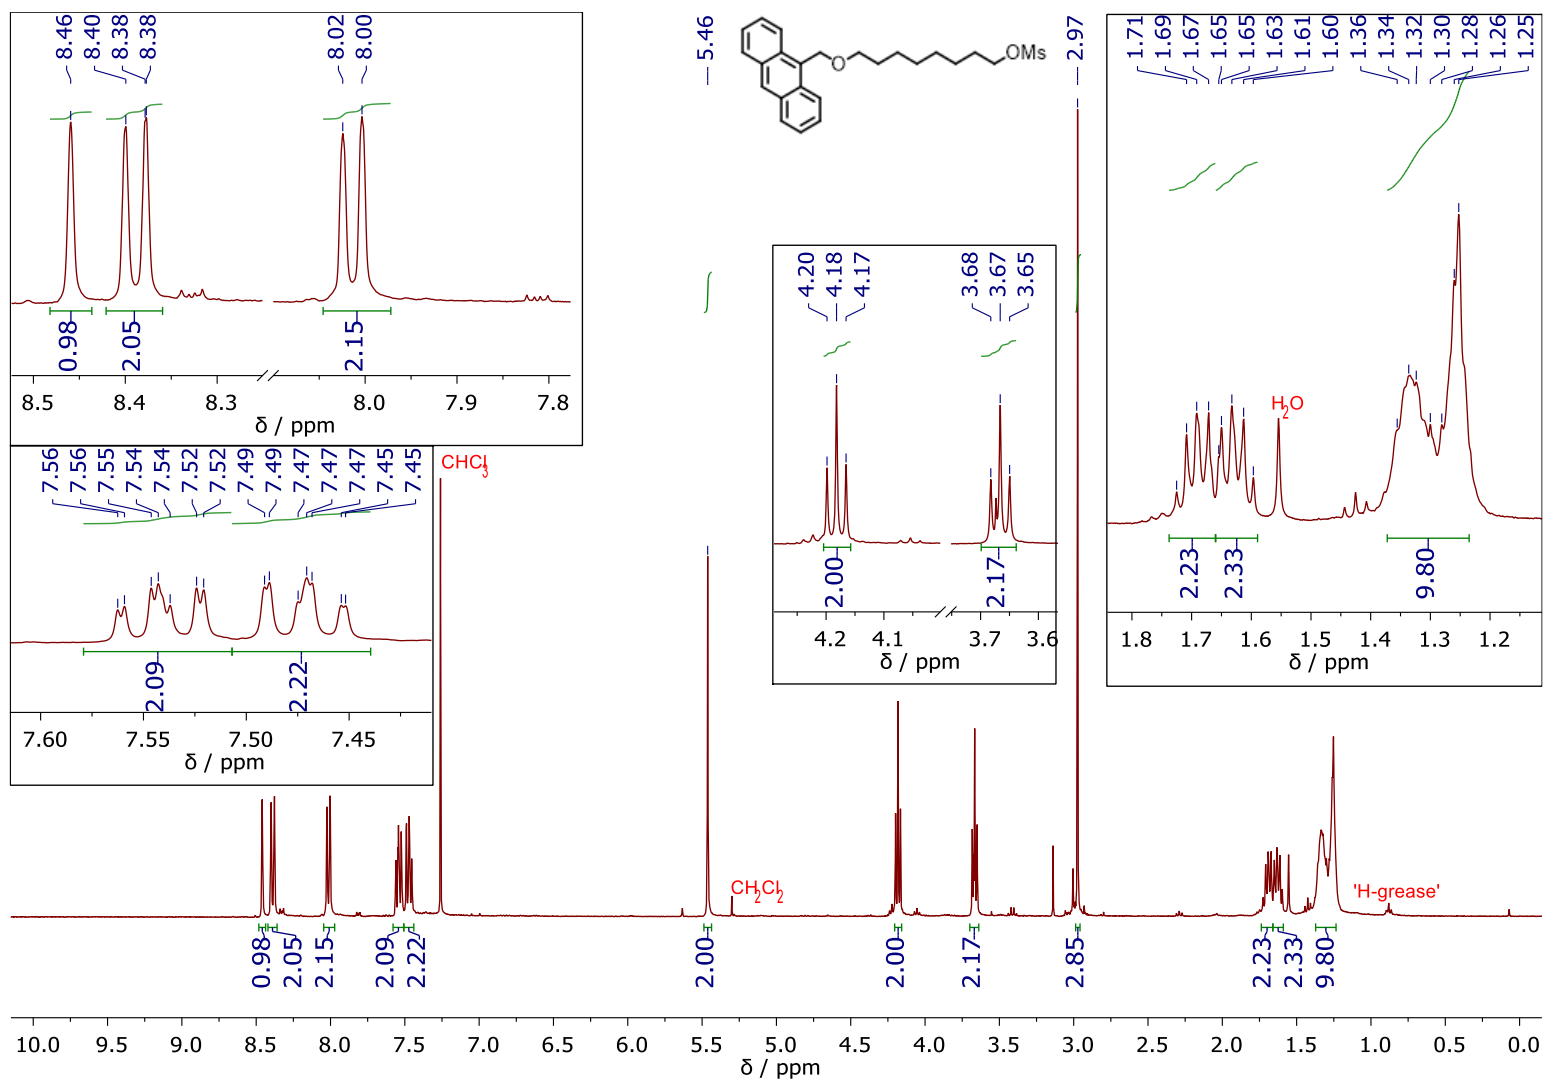 8.46 8.40 8.38 8.38 8.02 8.00
0.98 2.05 2.15
8.5 8.4 8.3 8.0 7.9 7.8
δ / ppm
7.56 7.56 7.55 7.54 7.54 7.52 7.52 7.49 7.49 7.47 7.47 7.47 7.45 7.45
2.09 2.22
7.60 7.55 7.50 7.45
δ / ppm
CHCl3
5.46
O OMs
2.97
4.20 4.18 4.17 3.68 3.67 3.65
2.00 2.17
4.2 4.1 3.7 3.6
δ / ppm
1.71 1.69 1.67 1.65 1.65 1.63 1.61 1.60 1.36 1.34 1.32 1.30 1.28 1.26 1.25
H2O
2.23 2.33 9.80
1.8 1.7 1.6 1.5 1.4 1.3 1.2
δ / ppm
CH2Cl2
'H-grease'
0.98 2.05 2.15 2.09 2.22 2.00 2.00 2.17 2.85 2.23 2.33 9.80
10.0 9.5 9.0 8.5 8.0 7.5 7.0 6.5 6.0 5.5 5.0 4.5 4.0 3.5 3.0 2.5 2.0 1.5 1.0 0.5 0.0
δ / ppm